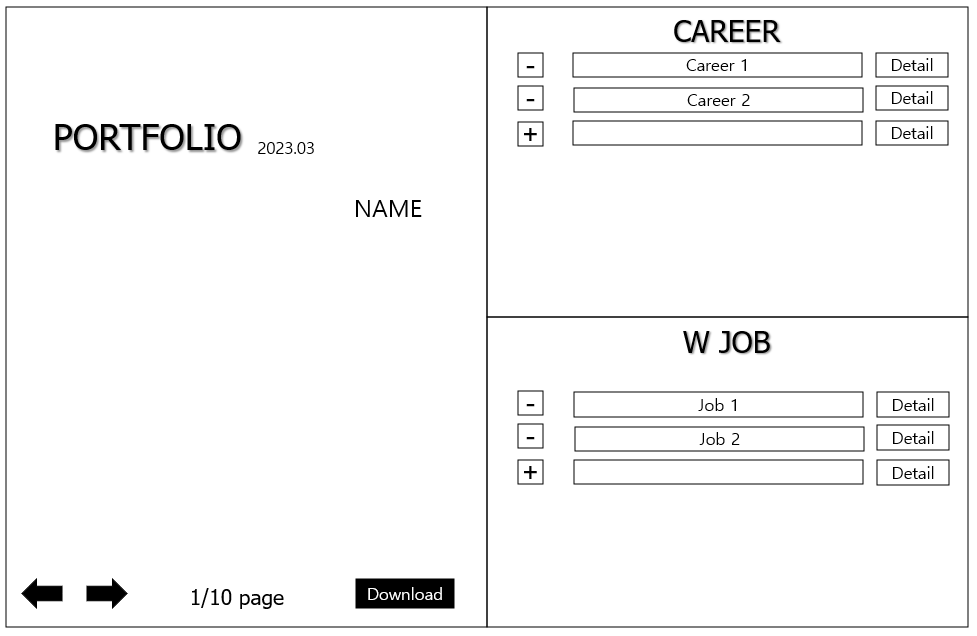 PORTFOLIO 2023.03
NAME
1/10 page
Download
CAREER
- Career 1 Detail
- Career 2 Detail
+ Detail
W JOB
- Job 1 Detail
- Job 2 Detail
+ Detail